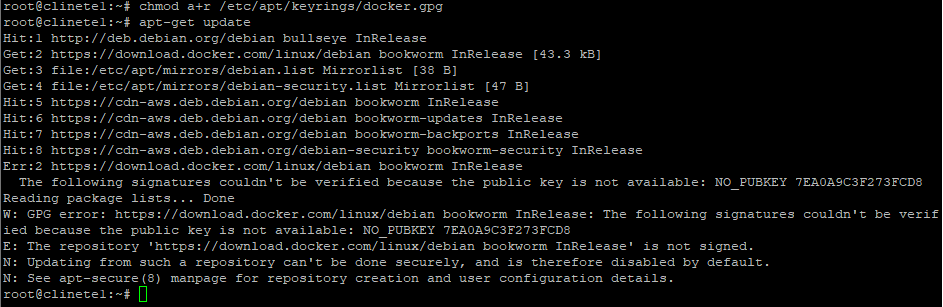 root@clinetel:~# chmod a+r /etc/apt/keyrings/docker.gpg
root@clinetel:~# apt-get update
Hit:1 http://deb.debian.org/debian bullseye InRelease
Get:2 https://download.docker.com/linux/debian bookworm InRelease [43.3 kB]
Get:3 file:/etc/apt/mirrors/debian.list Mirrorlist [38 B]
Get:4 file:/etc/apt/mirrors/debian-security.list Mirrorlist [47 B]
Hit:5 https://cdn-aws.deb.debian.org/debian bookworm InRelease
Hit:6 https://cdn-aws.deb.debian.org/debian bookworm-updates InRelease
Hit:7 https://cdn-aws.deb.debian.org/debian bookworm-backports InRelease
Hit:8 https://cdn-aws.deb.debian.org/debian-security bookworm-security InRelease
Err:2 https://download.docker.com/linux/debian bookworm InRelease
  The following signatures couldn't be verified because the public key is not available: NO_PUBKEY 7EA0A9C3F273FCD8
Reading package lists... Done
W: GPG error: https://download.docker.com/linux/debian bookworm InRelease: The following signatures couldn't be verif
ied because the public key is not available: NO_PUBKEY 7EA0A9C3F273FCD8
E: The repository 'https://download.docker.com/linux/debian bookworm InRelease' is not signed.
N: Updating from such a repository can't be done securely, and is therefore disabled by default.
N: See apt-secure(8) manpage for repository creation and user configuration details.
root@clinetel:~#